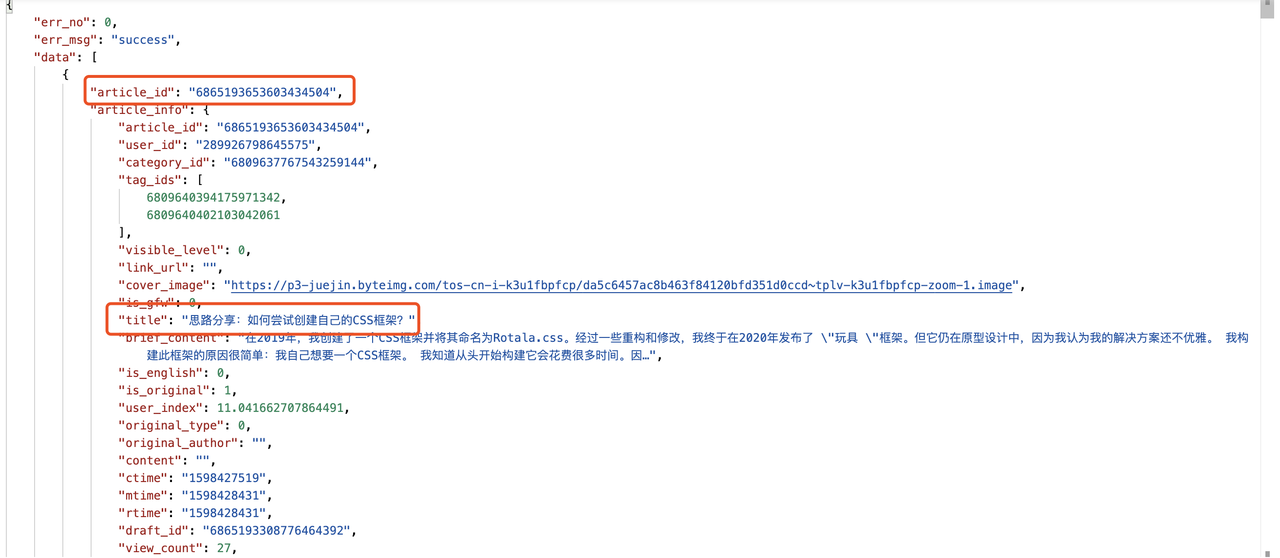 {
"err_no": 0,
"err_msg": "success",
"data": [
{
"article_id": "6865193653603434504",
"article_info": {
"article_id": "6865193653603434504",
"user_id": "289926798645575",
"category_id": "6809637767543259144",
"tag_ids": [
6809640394175971342,
6809640402103042061
],
"visible_level": 0,
"link_url": "",
"cover_image": "https://p3-juejin.byteimg.com/tos-cn-i-k3u1fbpfcp/da5c6457ac8b463f84120bfd351d0ccd~tplv-k3u1fbpfcp-zoom-1.image",
"is_gfw": 0,
"title": "思路分享：如何尝试创建自己的CSS框架？"
"brief_content": "在2019年，我创建了一个CSS框架并将其命名为Rotala.css。经过一些重构和修改，我终于在2020年发布了 \"玩具 \"框架。但它仍在原型设计中，因为我认为我的解决方案还不优雅。 我构
建此框架的原因很简单：我自己想要一个CSS框架。 我知道从头开始构建它会花费很多时间。因…",
"is_english": 0,
"is_original": 1,
"user_index": 11.041662707864491,
"original_type": 0,
"original_author": "",
"content": "",
"ctime": "1598427519",
"mtime": "1598428431",
"rtime": "1598428431",
"draft_id": "6865193308776464392",
"view_count": 27,